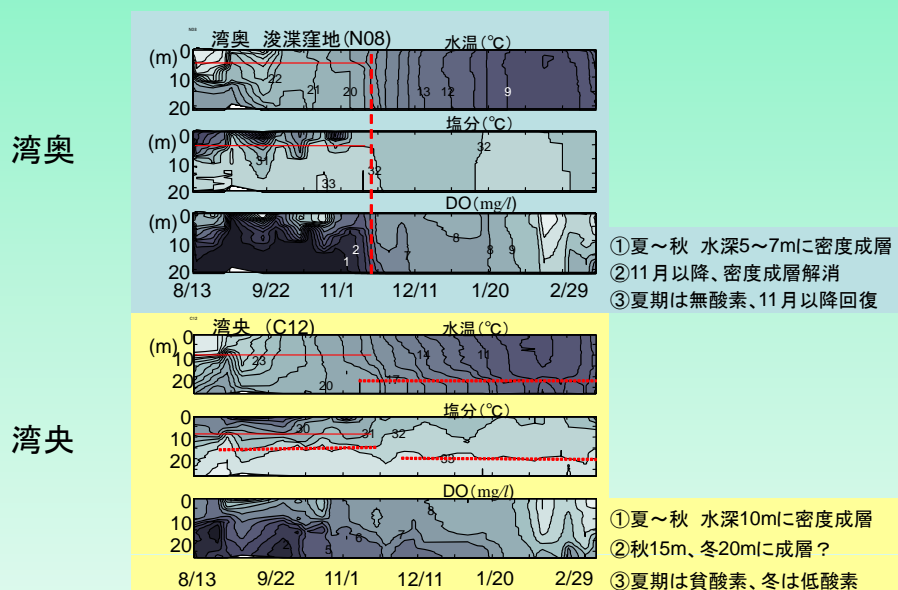 N08
湾奥 浚渫窪地(N08)
水温(℃)
(m) 0
10
20
22 21 20 13 12 9
湾奥
塩分(℃)
(m) 0
10
20
31 33 32 32
DO(mg/l)
(m) 0
10
20
1 2 7 8 8 9
8/13 9/22 11/1 12/11 1/20 2/29
①夏~秋 水深5~7mに密度成層
②11月以降、密度成層解消
③夏期は無酸素、11月以降回復
C12
湾央 (C12)
水温(℃)
(m) 0
10
20
23 20 17 14 11
湾央
塩分(℃)
0
10
20
30 31 32 33
DO(mg/l)
0
10
20
2 5 6 7 8
8/13 9/22 11/1 12/11 1/20 2/29
①夏~秋 水深10mに密度成層
②秋15m、冬20mに成層?
③夏期は貧酸素、冬は低酸素